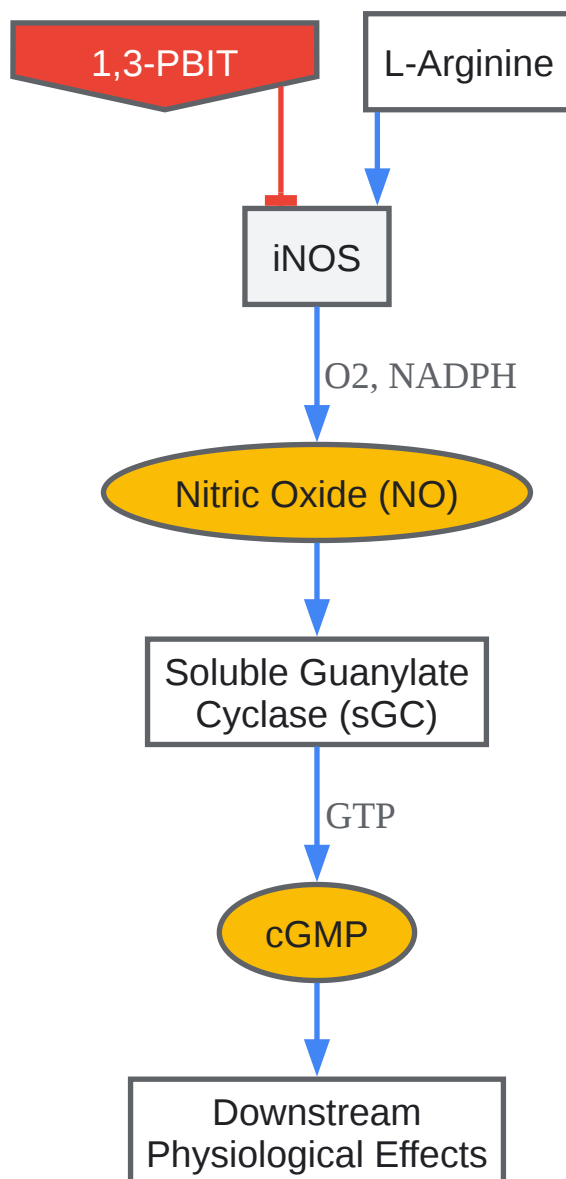 1,3-PBIT
L-Arginine
iNOS
O2, NADPH
Nitric Oxide (NO)
Soluble Guanylate
Cyclase (sGC)
GTP
cGMP
Downstream
Physiological Effects